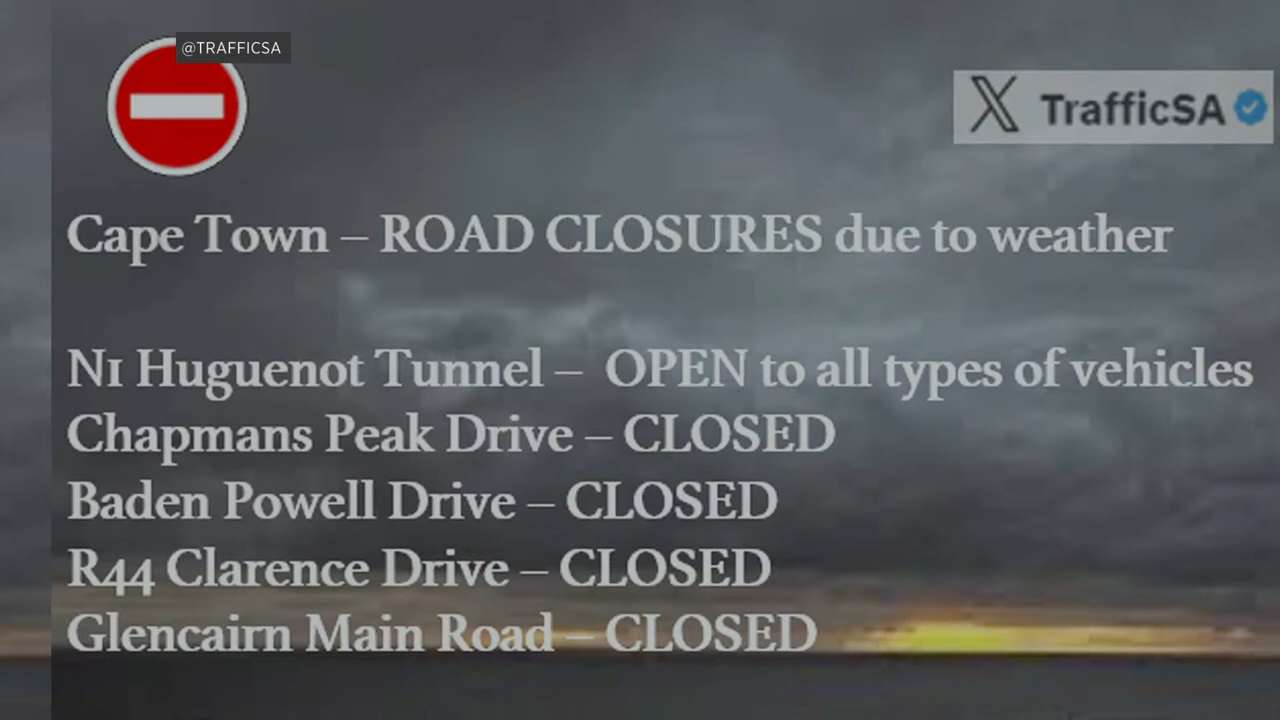 @TRAFFICSA
X TrafficSA
Cape Town – ROAD CLOSURES due to weather
N1 Huguenot Tunnel – OPEN to all types of vehicles
Chapmans Peak Drive – CLOSED
Baden Powell Drive – CLOSED
R44 Clarence Drive – CLOSED
Glencairn Main Road – CLOSED